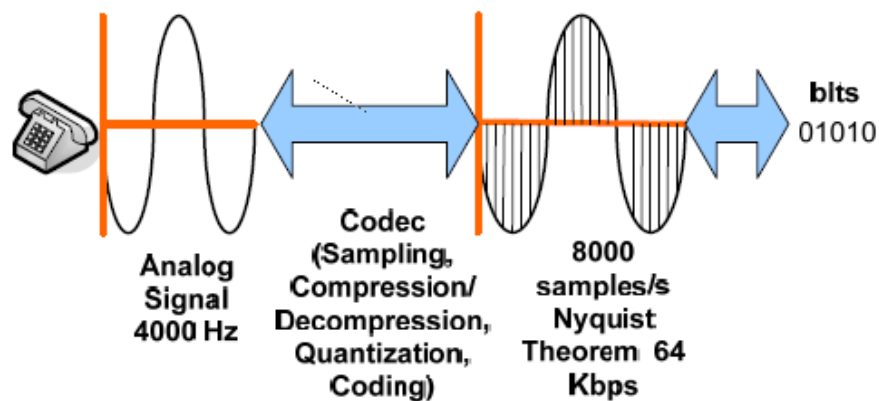 bIts
01010
Analog
Signal
4000 Hz
Codec
(Sampling,
Compression/
Decompression,
Quantization,
Coding)
8000
samples/s
Nyquist
Theorem 64
Kbps